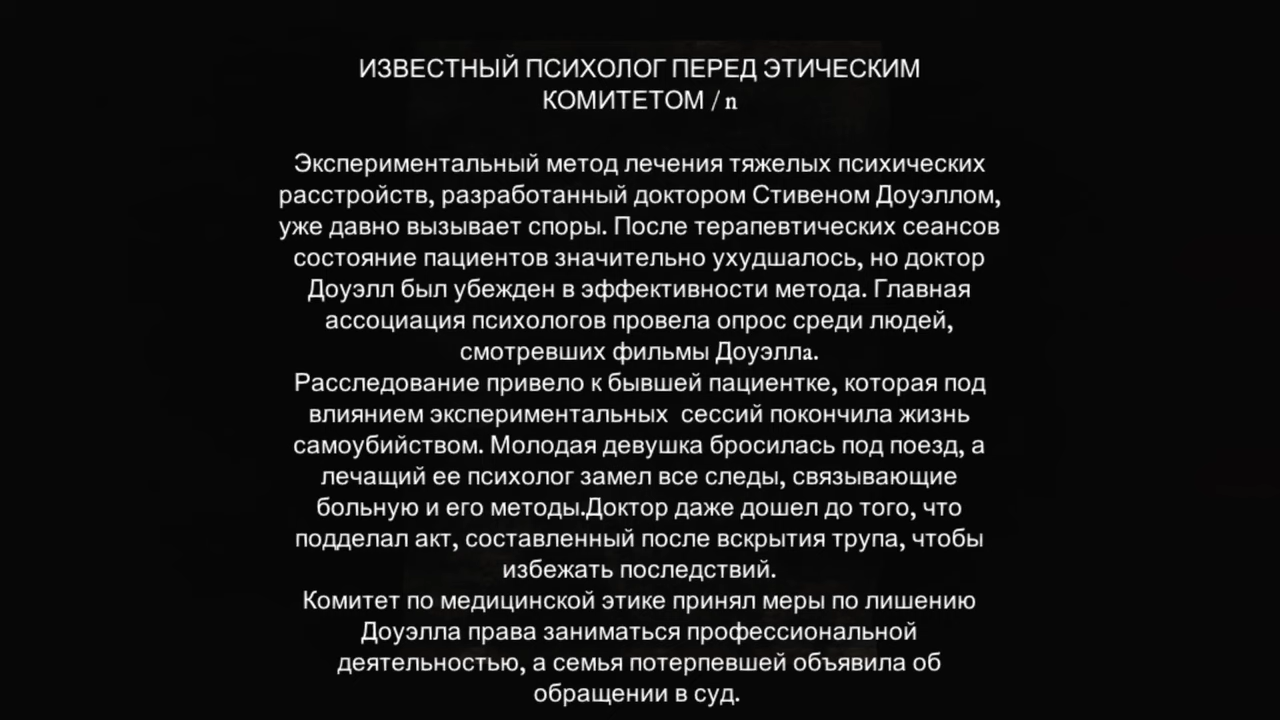 ИЗВЕСТНЫЙ ПСИХОЛОГ ПЕРЕД ЭТИЧЕСКИМ
КОМИТЕТОМ / n
Экспериментальный метод лечения тяжелых психических
расстройств, разработанный доктором Стивеном Доуэллом,
уже давно вызывает споры. После терапевтических сеансов
состояние пациентов значительно ухудшалось, но доктор
Доуэлл был убежден в эффективности метода. Главная
ассоциация психологов провела опрос среди людей,
смотревших фильмы Доуэлла.
Расследование привело к бывшей пациентке, которая под
влиянием экспериментальных  сессий покончила жизнь
самоубийством. Молодая девушка бросилась под поезд, а
лечащий ее психолог замел все следы, связывающие
больную и его методы.Доктор даже дошел до того, что
подделал акт, составленный после вскрытия трупа, чтобы
избежать последствий.
Комитет по медицинской этике принял меры по лишению
Доуэлла права заниматься профессиональной
деятельностью, а семья потерпевшей объявила об
обращении в суд.